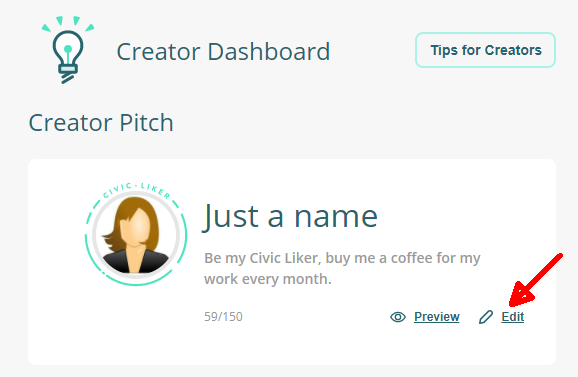 Creator Dashboard
Tips for Creators
Creator Pitch
CIVIC · LIKER
Just a name
Be my Civic Liker, buy me a coffee for my
work every month.
59/150
Preview
Edit